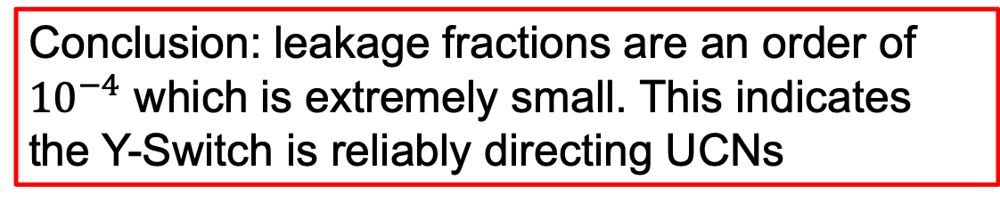 Conclusion: leakage fractions are an order of
10⁻⁴ which is extremely small. This indicates
the Y-Switch is reliably directing UCNs